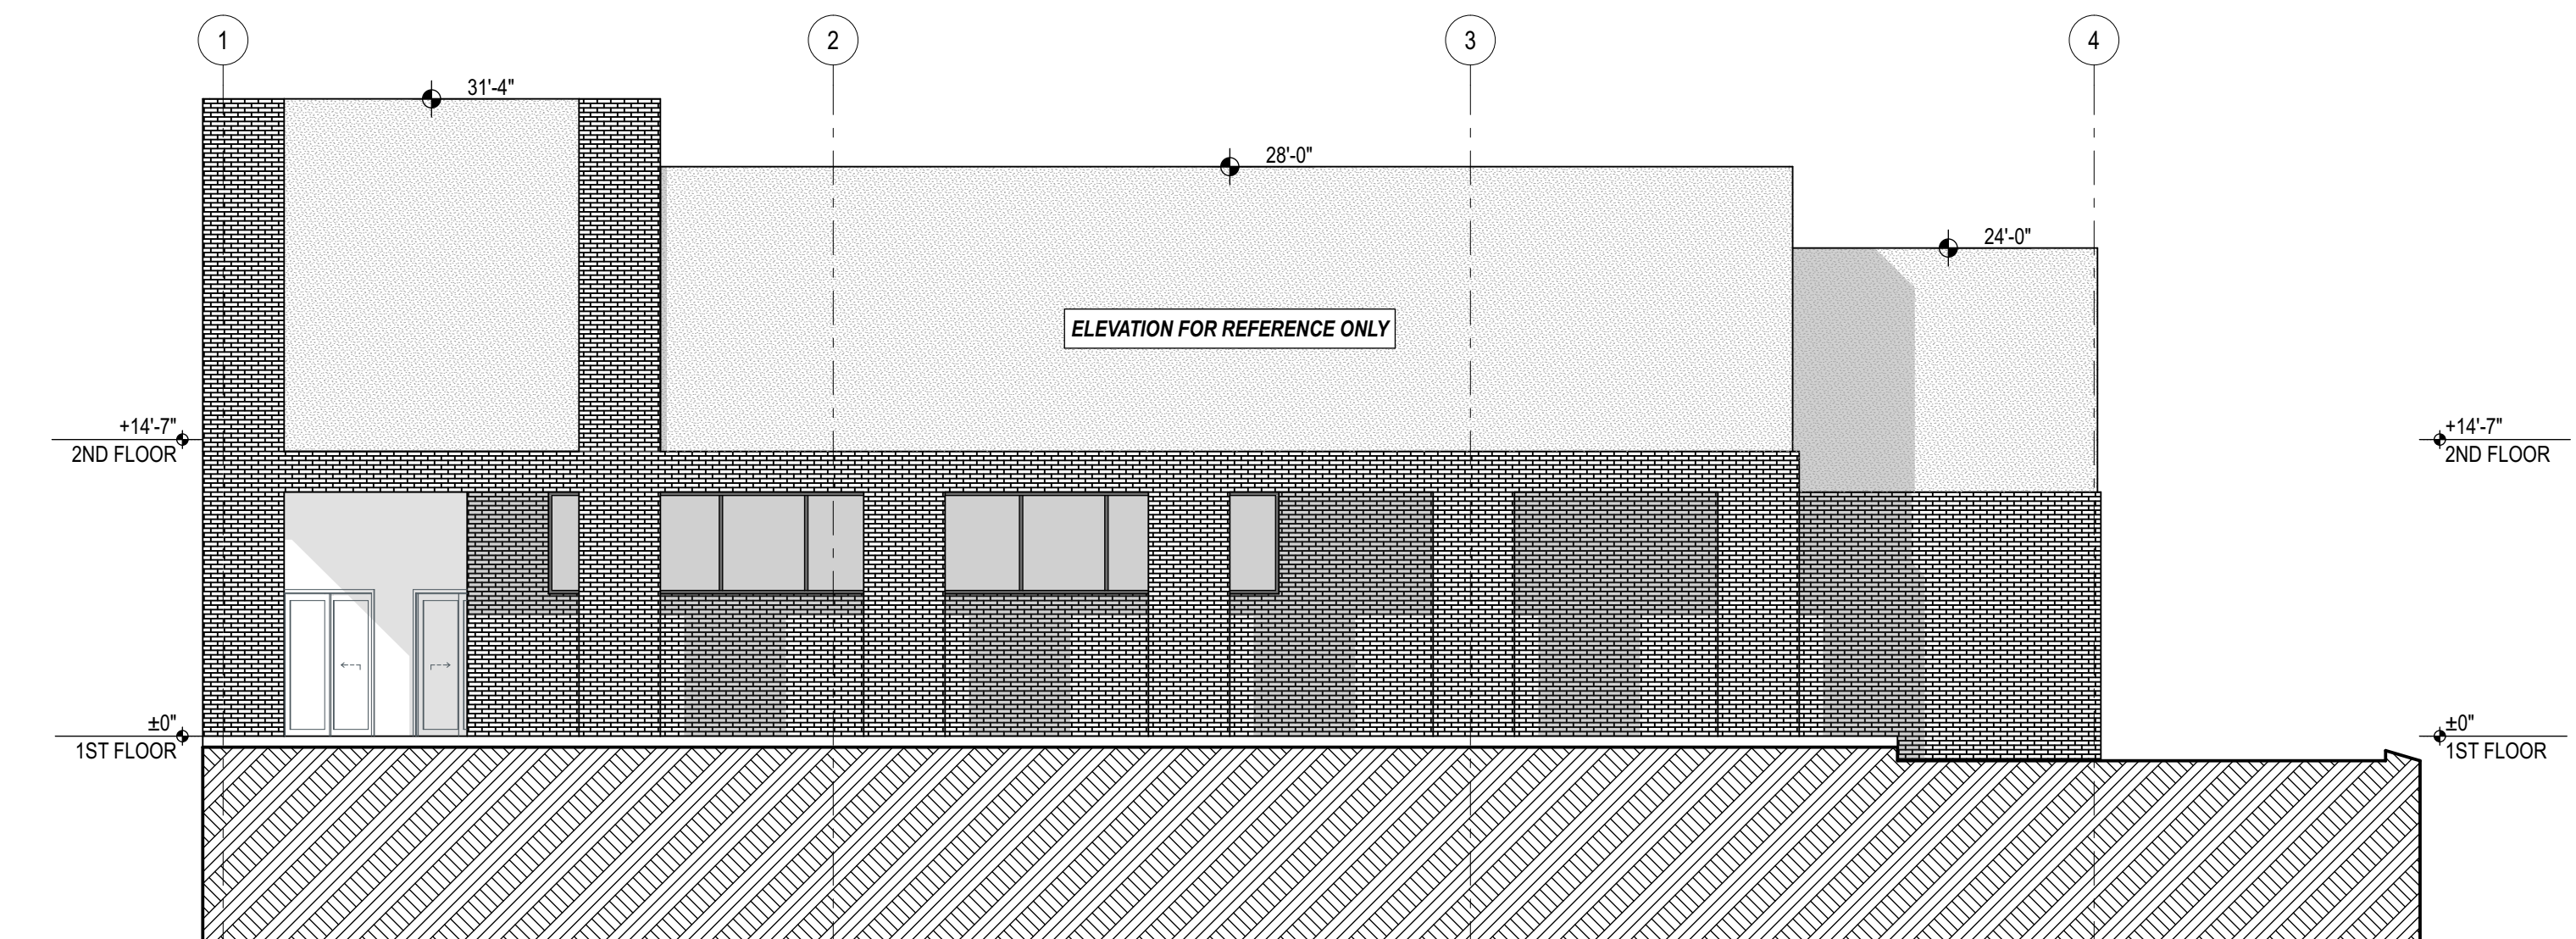 1
2
3
4
31'-4"
28'-0"
24'-0"
ELEVATION FOR REFERENCE ONLY
+14'-7"
2ND FLOOR
+14'-7"
2ND FLOOR
±0"
1ST FLOOR
±0"
1ST FLOOR